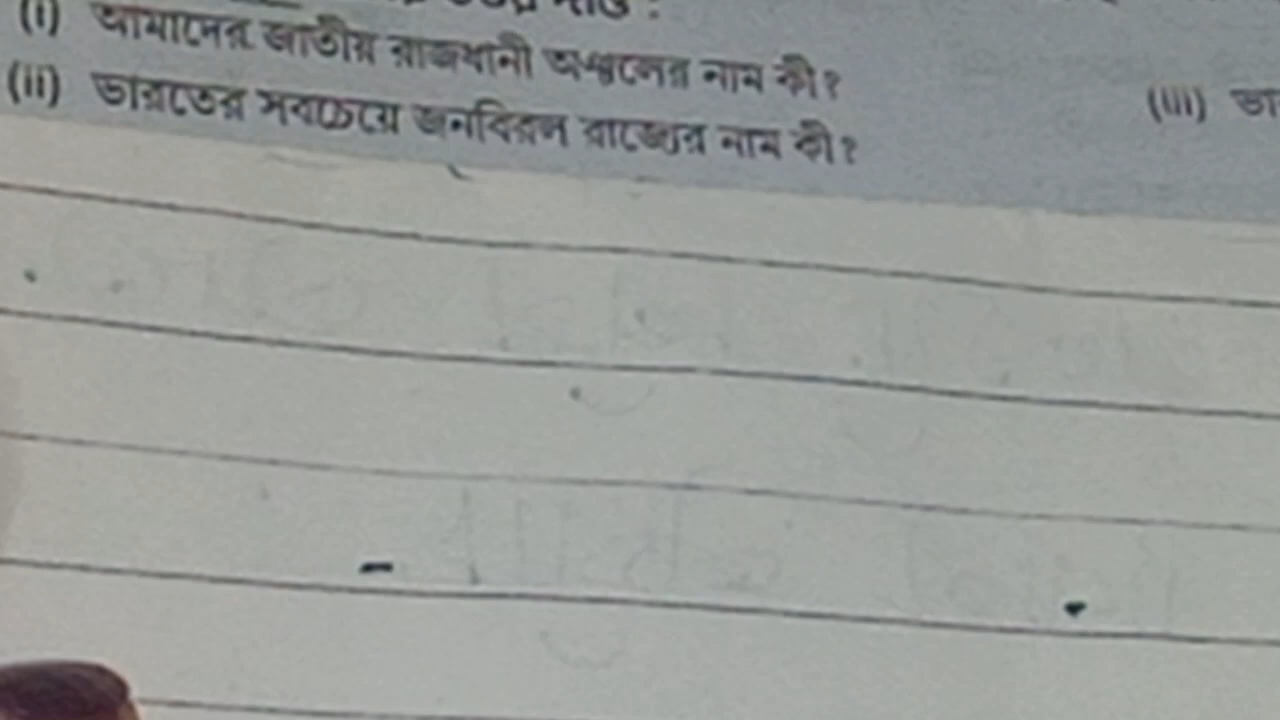 (i) আমাদের জাতীয় রাজধানী অঞ্চলের নাম কী?
(ii) ভারতের সবচেয়ে জনবিরল রাজ্যের নাম কী?
(iii)